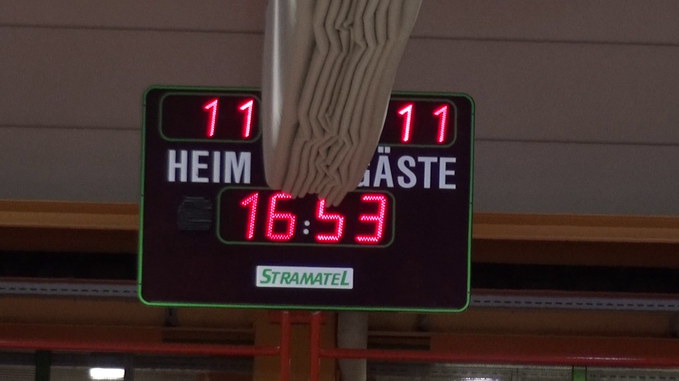 11 11
HEIM GÄSTE
16:53
STRAMATEL